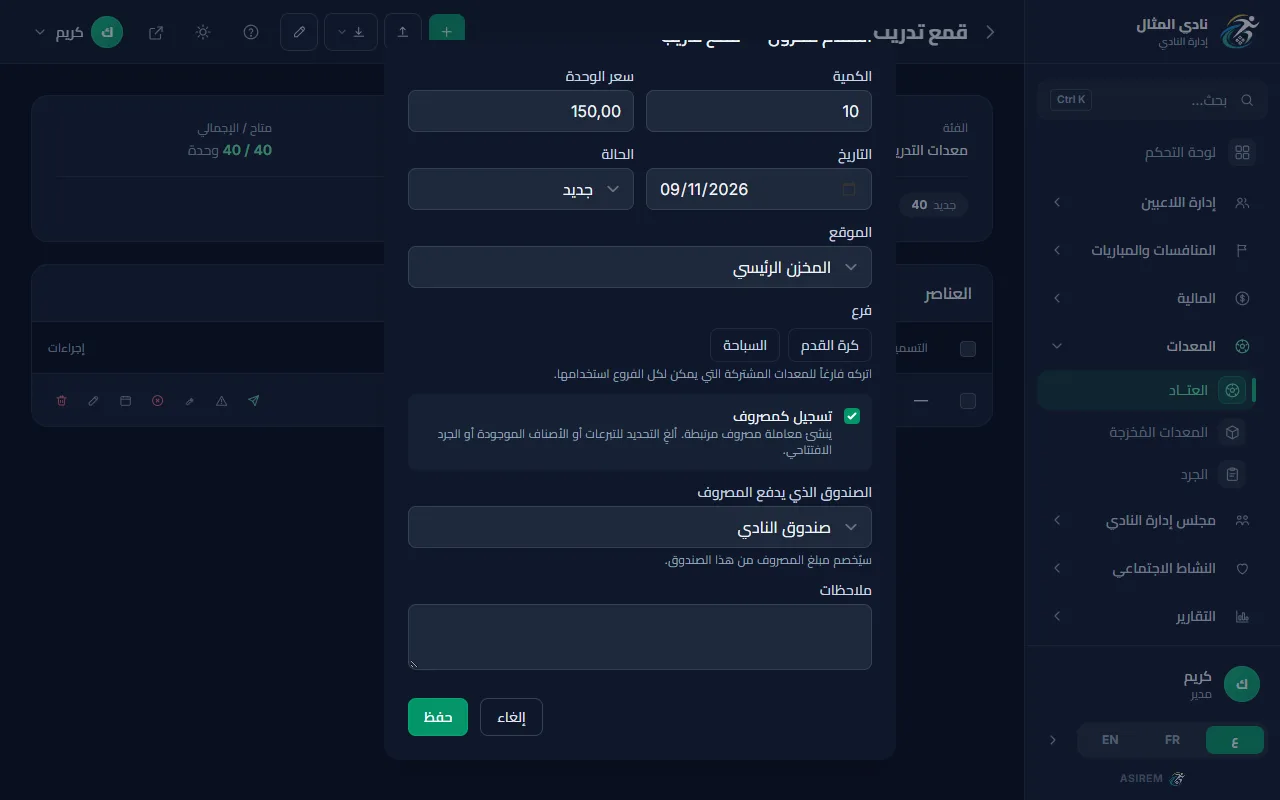 نادي المثال
إدارة النادي
بحث...
Ctrl K
لوحة التحكم
إدارة اللاعبين
المنافسات والمباريات
المالية
المعدات
العتــاد
المعدات المُخرَجة
الجرد
مجلس إدارة النادي
النشاط الاجتماعي
التقارير
ك
كريم
مدير
ع
FR
EN
ASIREM
قمع تدريب
ك
كريم
الفئة
متاح / الإجمالي
40 / 40 وحدة
جديد 40
العناصر
إجراءات
—
الكمية
سعر الوحدة
10
150,00
التاريخ
الحالة
09/11/2026
جديد
الموقع
المخزن الرئيسي
فرع
كرة القدم
السباحة
اتركه فارغاً للمعدات المشتركة التي يمكن لكل الفروع استخدامها.
تسجيل كمصروف
ينشئ معاملة مصروف مرتبطة. ألغِ التحديد للتبرعات أو الأصناف الموجودة أو الجرد
الافتتاحي.
الصندوق الذي يدفع المصروف
صندوق النادي
سيُخصم مبلغ المصروف من هذا الصندوق.
ملاحظات
إلغاء
حفظ